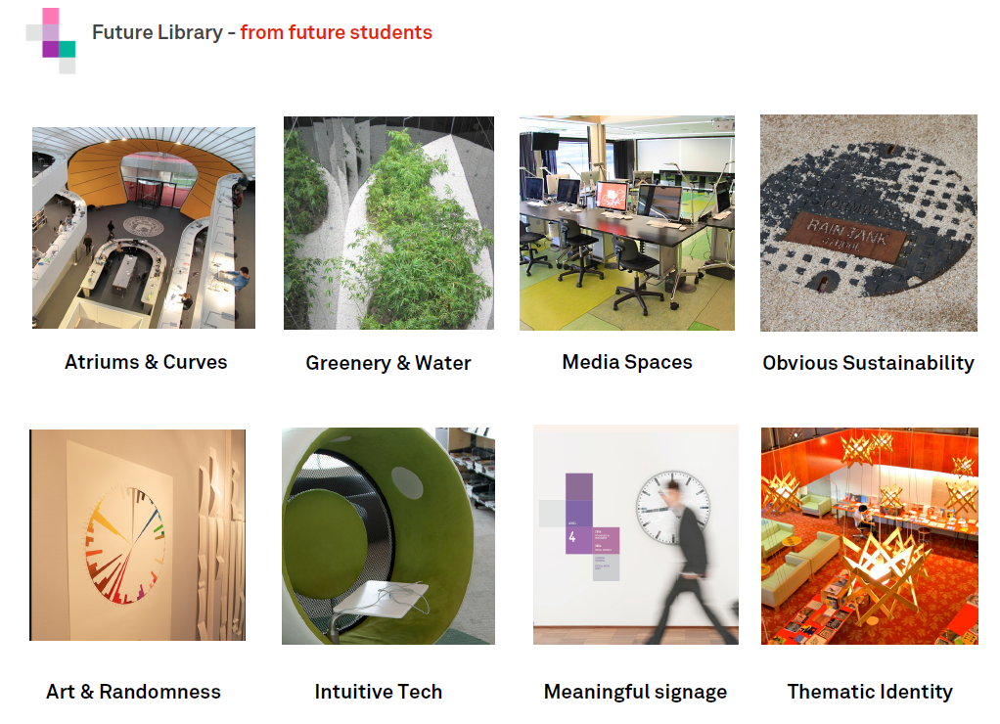 Future Library - from future students
Atriums & Curves
Greenery & Water
Media Spaces
RAIN BANK
Obvious Sustainability
4
Art & Randomness
Intuitive Tech
Meaningful signage
Thematic Identity